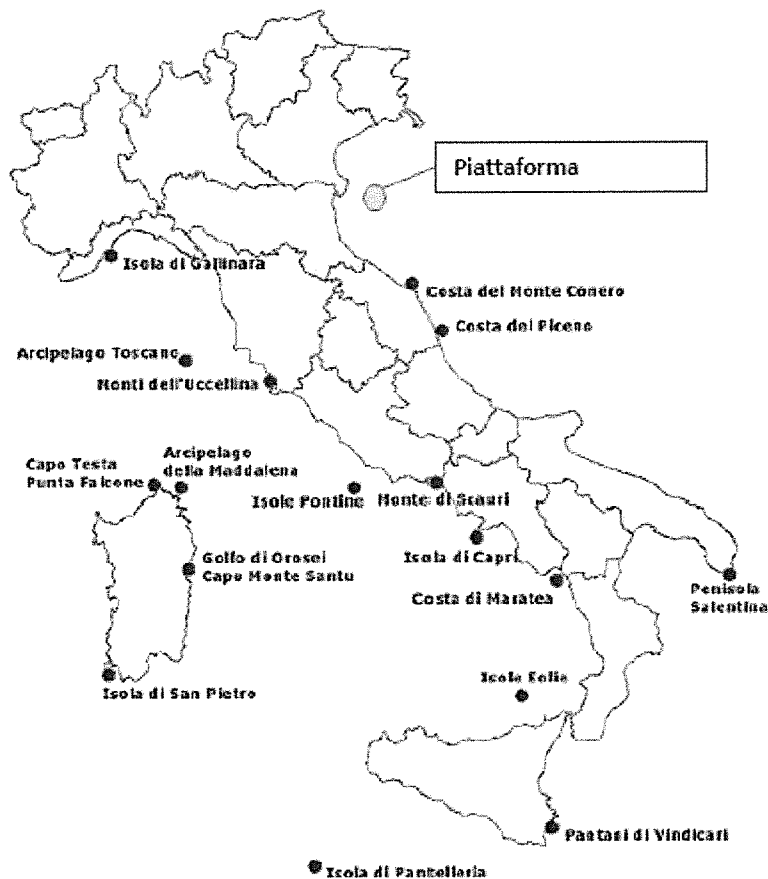 Piattaforma
Isola di Gallinara
Costa del Monte Conero
Costa del Piceno
Arcipelago Toscano
Monti dell'Uccellina
Capo Testa
Punta Falcone
Arcipelago
della Maddalena
Isole Pontine
Monte di Scauri
Isola di Capri
Golfo di Orosei
Capo Monte Santu
Costa di Maratea
Penisola
Salentina
Isola di San Pietro
Isole Eolie
Pantani di Vindicari
Isola di Pantelleria